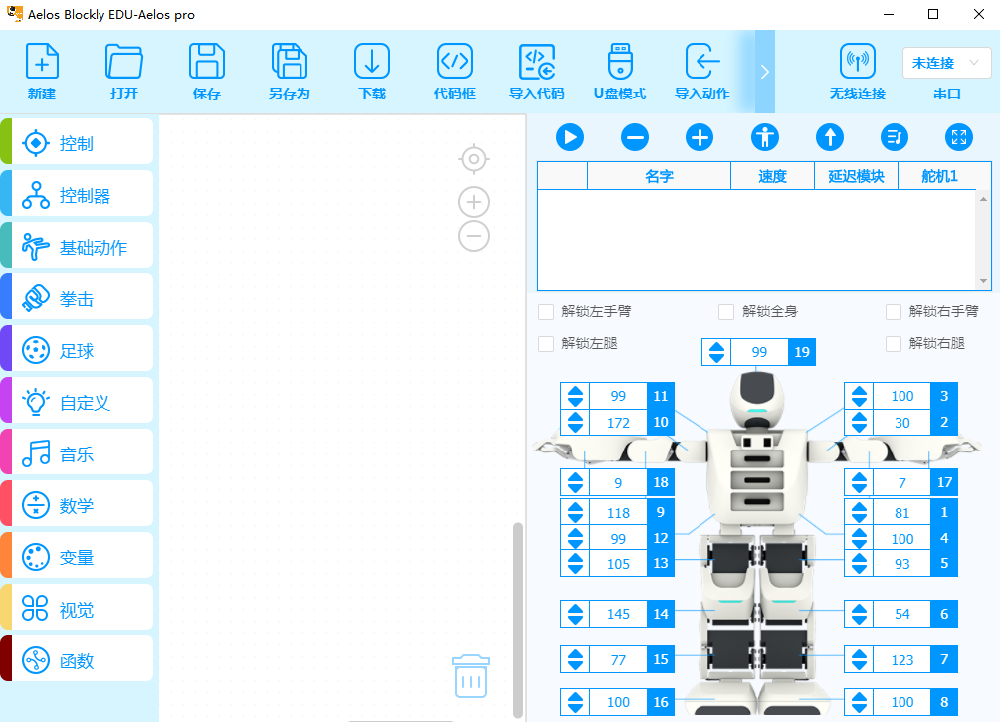 Aelos Blockly EDU-Aelos pro
新建 打开 保存 另存为 下载 代码框 导入代码 U盘模式 导入动作 无线连接 未连接 串口
控制
控制器
基础动作
拳击
足球
自定义
音乐
数学
变量
视觉
函数
名字 速度 延迟模块 舵机1
解锁左手臂 解锁全身 解锁右手臂
解锁左腿 解锁右腿
99 19
99 11 100 3
172 10 30 2
9 18 7 17
118 9 81 1
99 12 100 4
105 13 93 5
145 14 54 6
77 15 123 7
100 16 100 8